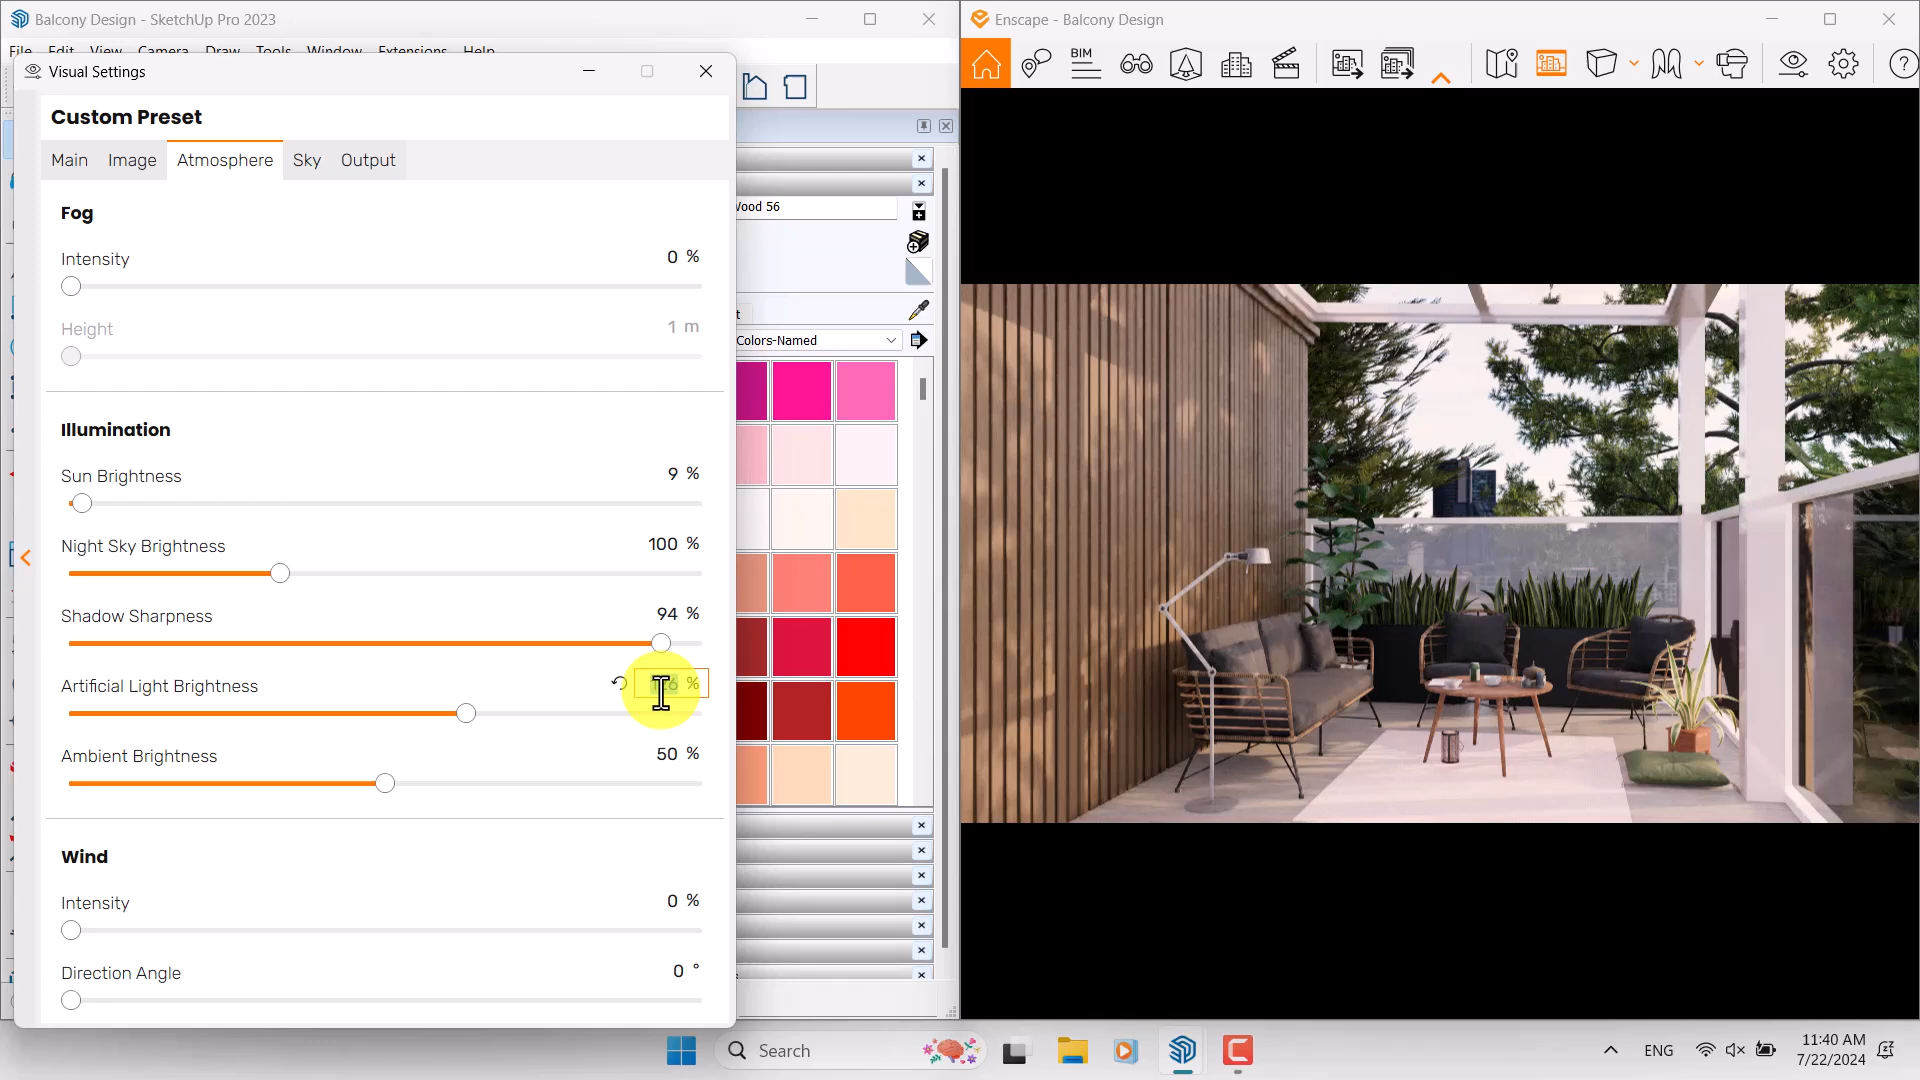 Balcony Design - SketchUp Pro 2023
File Edit View Camera Draw Tools Window Extensions Help
Visual Settings
Custom Preset
Main Image Atmosphere Sky Output
Fog
Intensity 0 %
Height 1 m
Illumination
Sun Brightness 9 %
Night Sky Brightness 100 %
Shadow Sharpness 94 %
Artificial Light Brightness %
Ambient Brightness 50 %
Wind
Intensity 0 %
Direction Angle 0 °
56
Colors-Named
Enscape - Balcony Design
BIM
Search
ENG
11:40 AM
7/22/2024